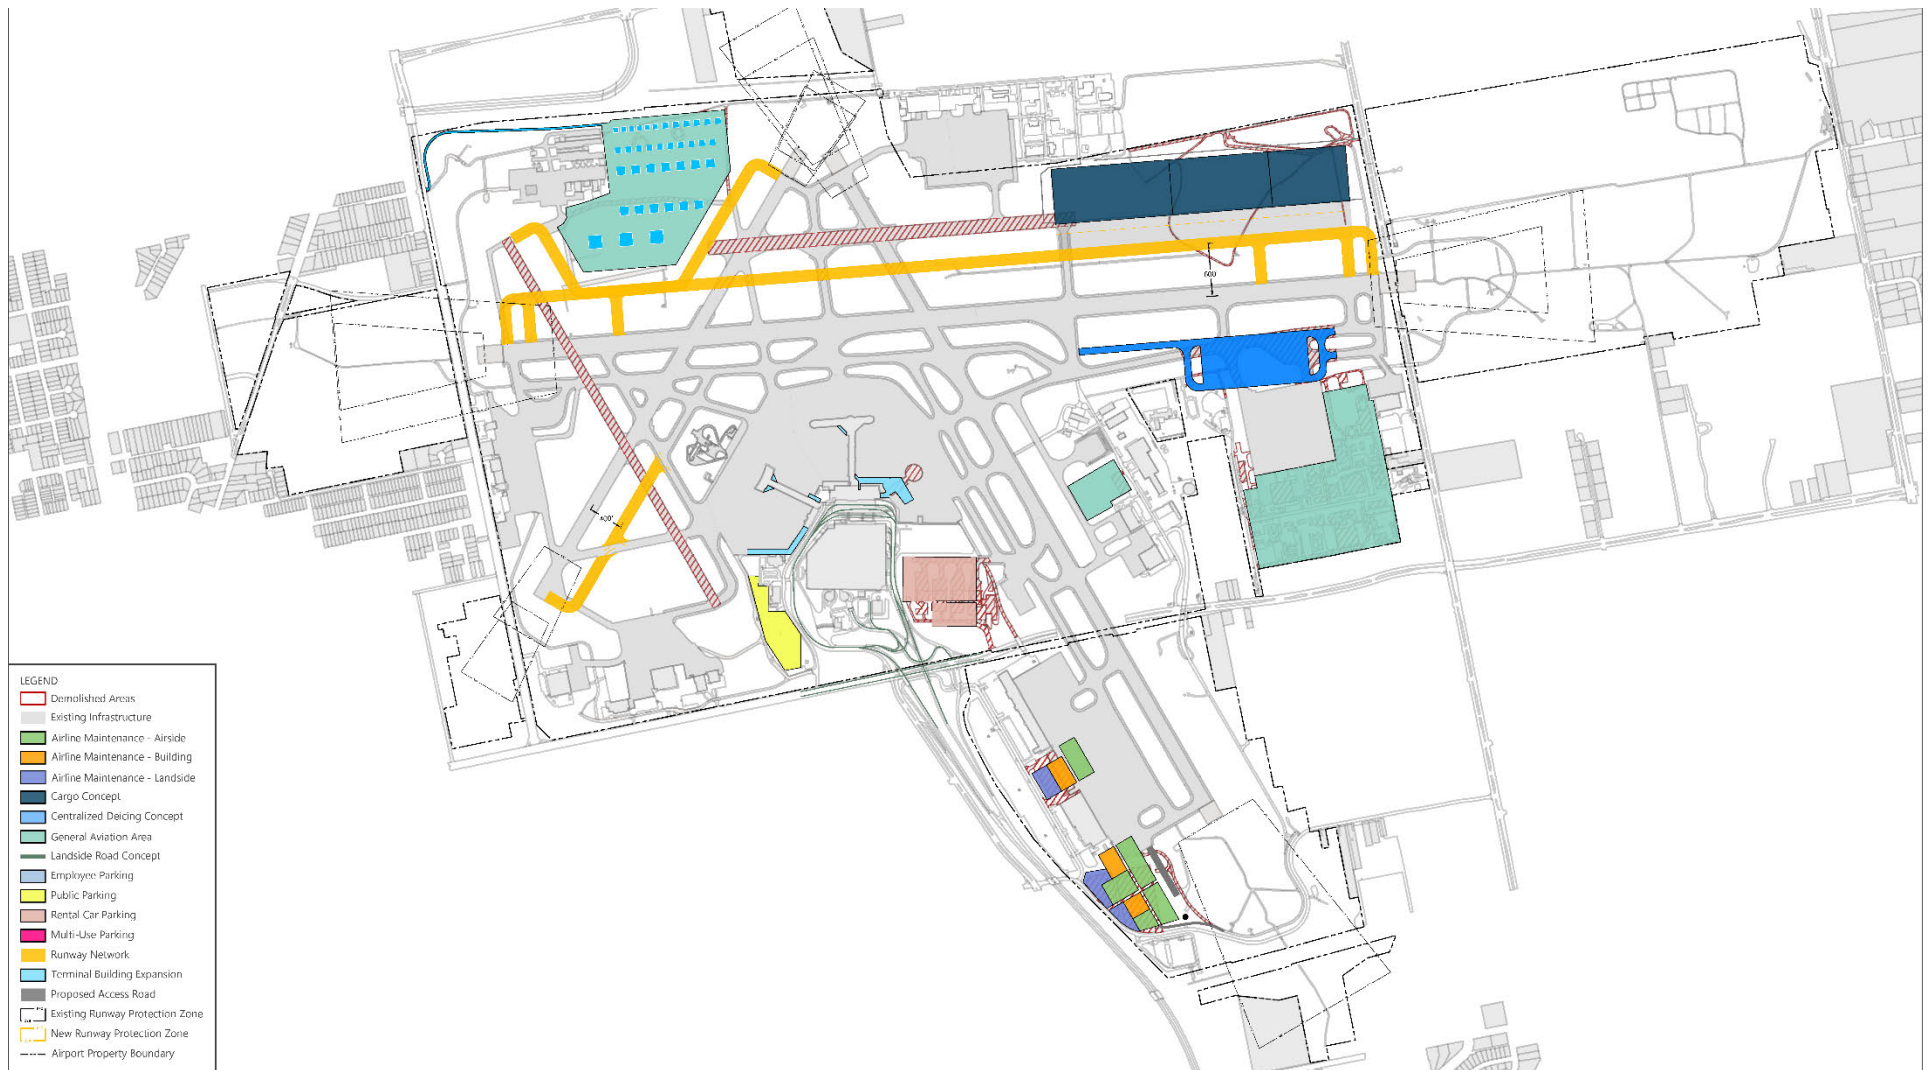 600'
400'
LEGEND
Demolished Areas
Existing Infrastructure
Airline Maintenance - Airside
Airline Maintenance - Building
Airline Maintenance - Landside
Cargo Concept
Centralized Deicing Concept
General Aviation Area
Landside Road Concept
Employee Parking
Public Parking
Rental Car Parking
Multi-Use Parking
Runway Network
Terminal Building Expansion
Proposed Access Road
Existing Runway Protection Zone
New Runway Protection Zone
Airport Property Boundary